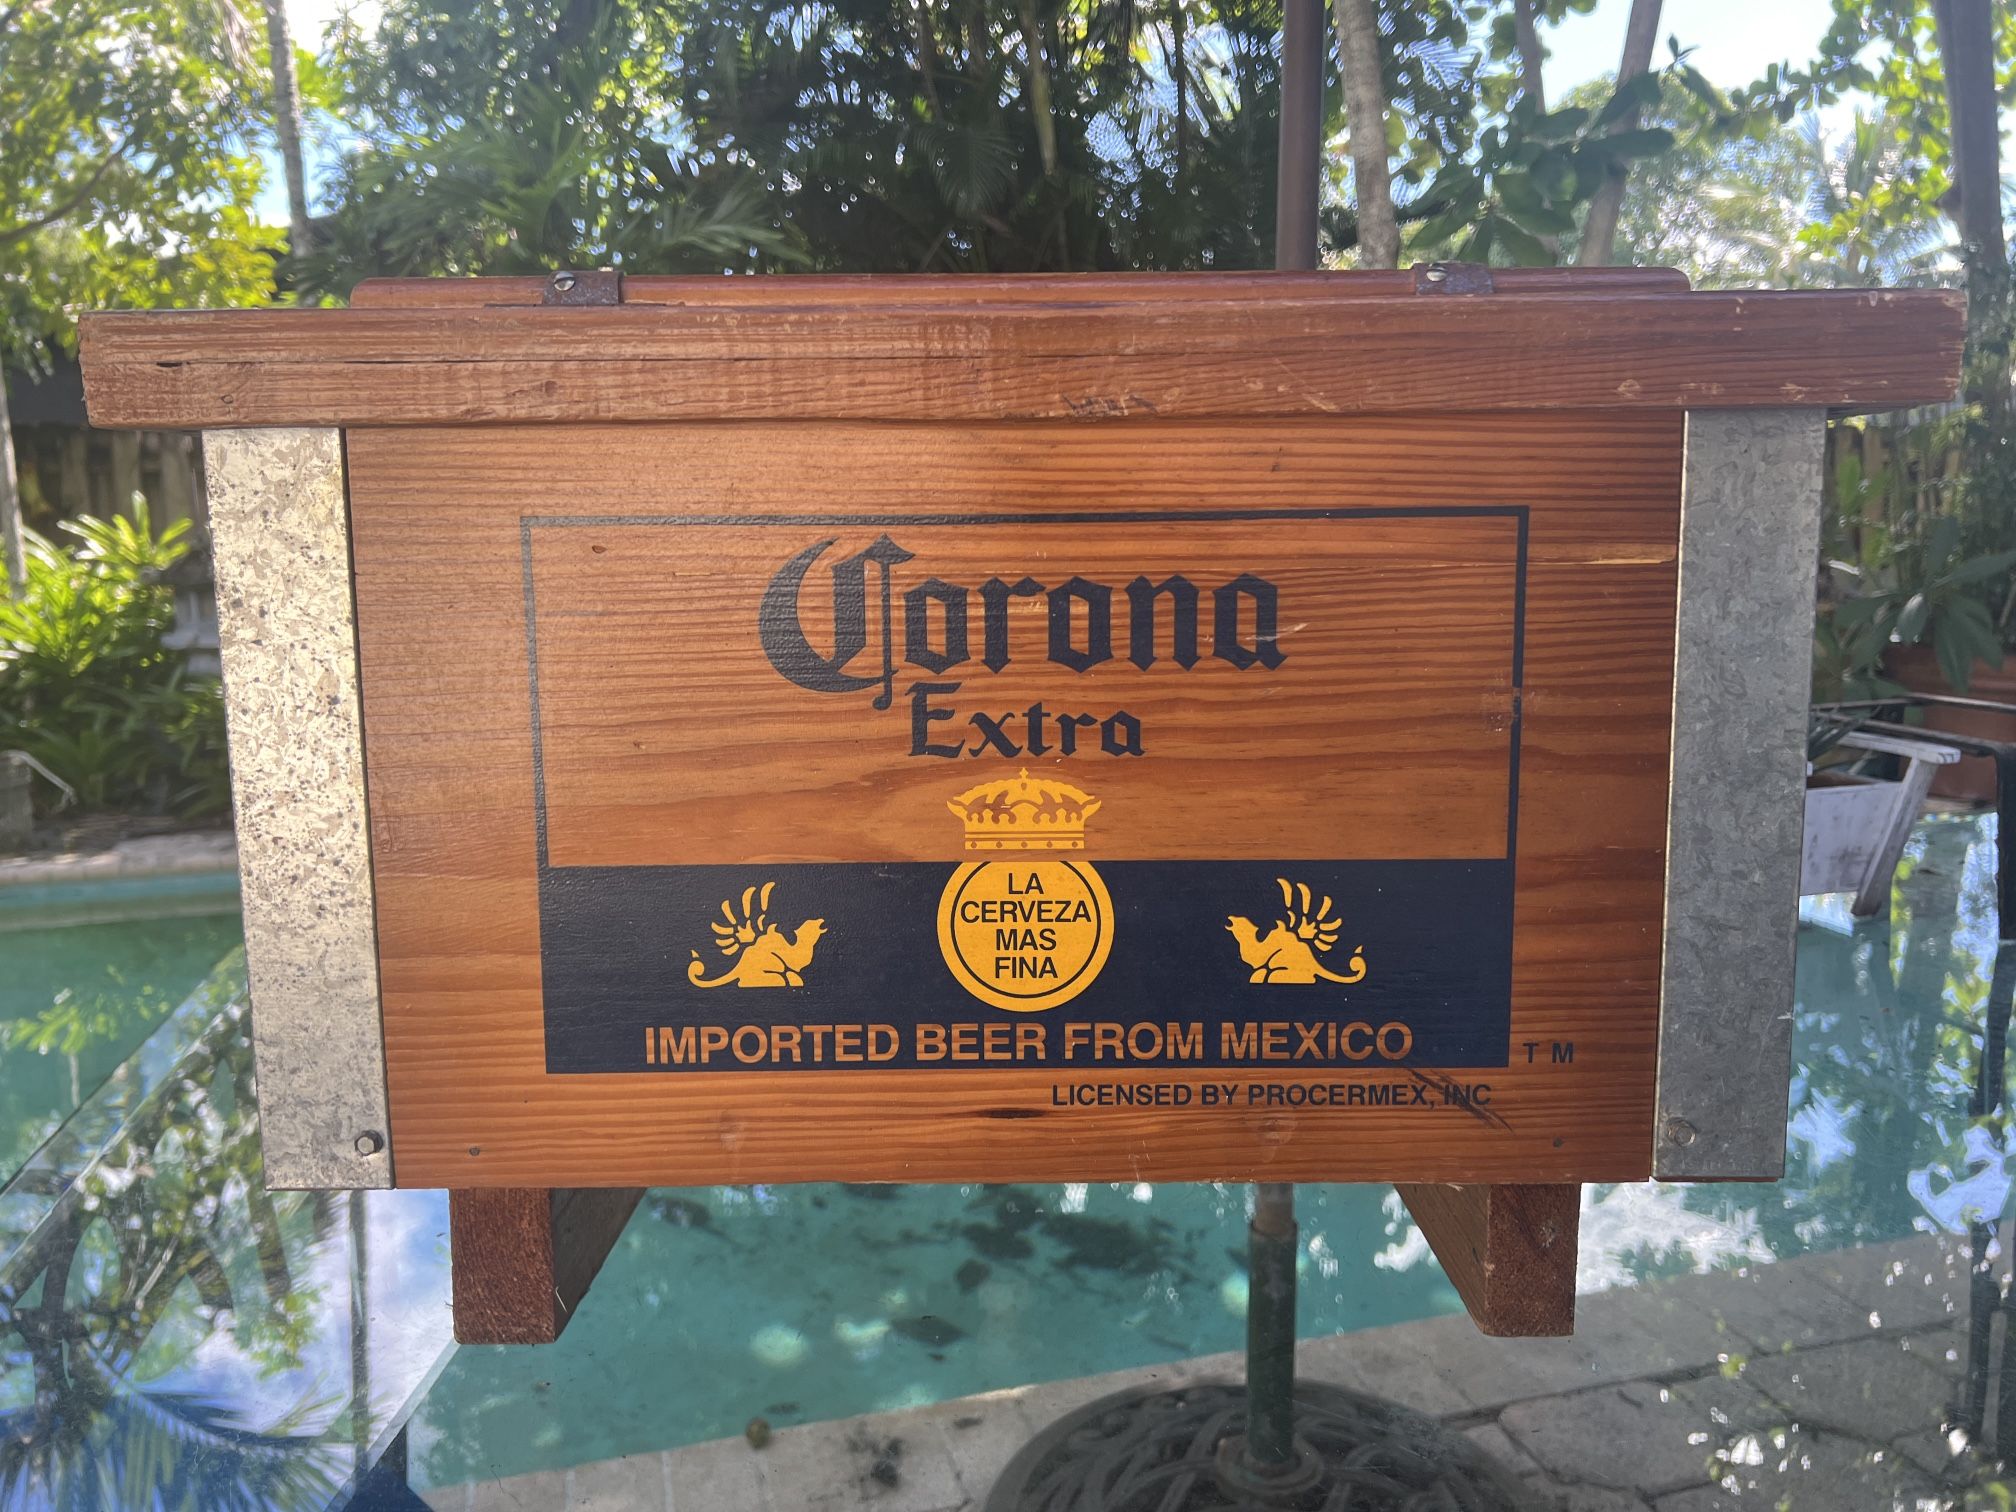 Corona
Extra
LA
CERVEZA
MAS
FINA
IMPORTED BEER FROM MEXICO
TM
LICENSED BY PROCERMEX, INC